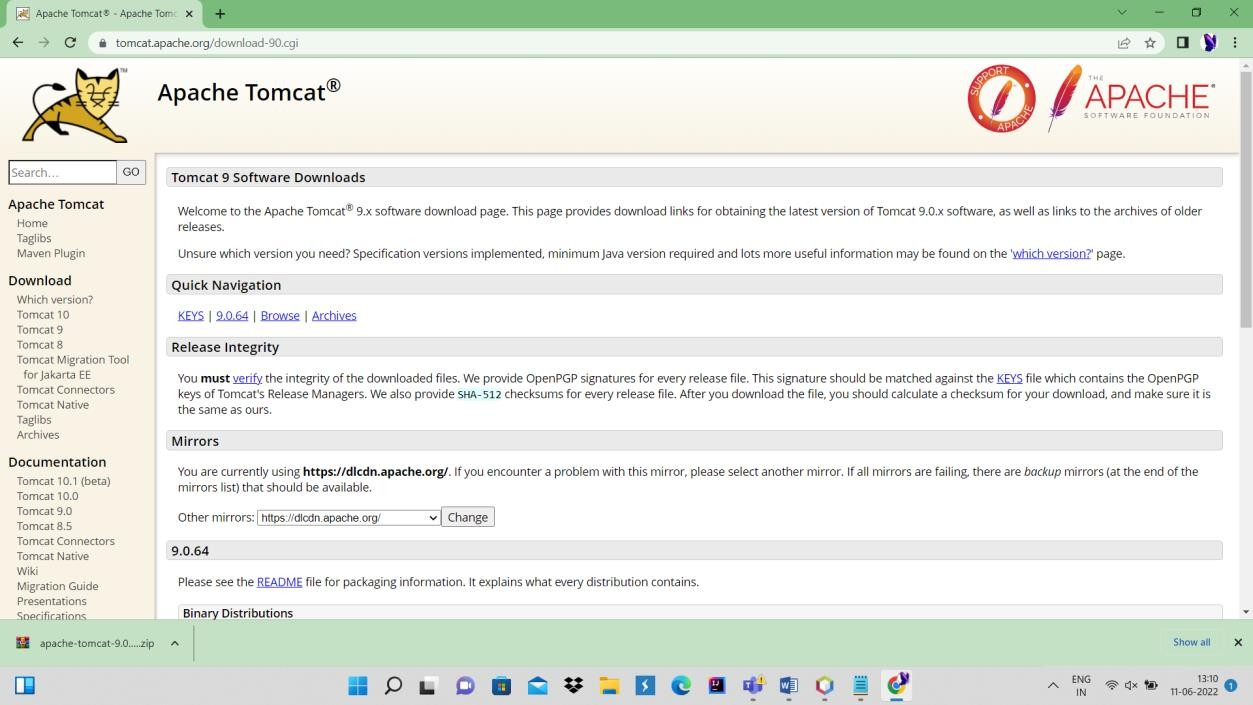 Apache Tomcat® - Apache Tomc
tomcat.apache.org/download-90.cgi
TM
Apache Tomcat®
SUPPORT
APACHE
THE
APACHE®
SOFTWARE FOUNDATION
Search...
GO
Apache Tomcat
Home
Taglibs
Maven Plugin
Download
Which version?
Tomcat 10
Tomcat 9
Tomcat 8
Tomcat Migration Tool
for Jakarta EE
Tomcat Connectors
Tomcat Native
Taglibs
Archives
Documentation
Tomcat 10.1 (beta)
Tomcat 10.0
Tomcat 9.0
Tomcat 8.5
Tomcat Connectors
Tomcat Native
Wiki
Migration Guide
Presentations
Specifications
Tomcat 9 Software Downloads
Welcome to the Apache Tomcat® 9.x software download page. This page provides download links for obtaining the latest version of Tomcat 9.0.x software, as well as links to the archives of older
releases.
Unsure which version you need? Specification versions implemented, minimum Java version required and lots more useful information may be found on the 'which version?' page.
Quick Navigation
KEYS | 9.0.64 | Browse | Archives
Release Integrity
You must verify the integrity of the downloaded files. We provide OpenPGP signatures for every release file. This signature should be matched against the KEYS file which contains the OpenPGP
keys of Tomcat's Release Managers. We also provide SHA-512 checksums for every release file. After you download the file, you should calculate a checksum for your download, and make sure it is
the same as ours.
Mirrors
You are currently using https://dlcdn.apache.org/. If you encounter a problem with this mirror, please select another mirror. If all mirrors are failing, there are backup mirrors (at the end of the
mirrors list) that should be available.
Other mirrors: https://dlcdn.apache.org/ Change
9.0.64
Please see the README file for packaging information. It explains what every distribution contains.
Binary Distributions
apache-tomcat-9.0.....zip
Show all
ENG
IN
13:10
11-06-2022
1